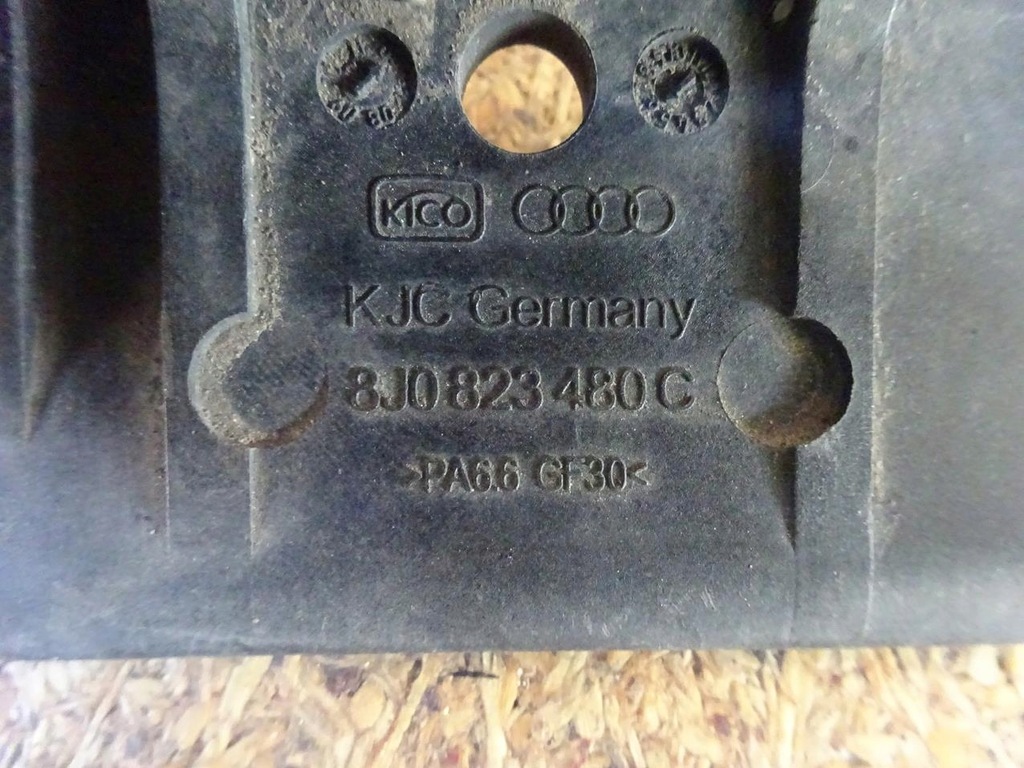 KICO
KJC Germany
8J0 823 480 C
>PA6.6 GF30<